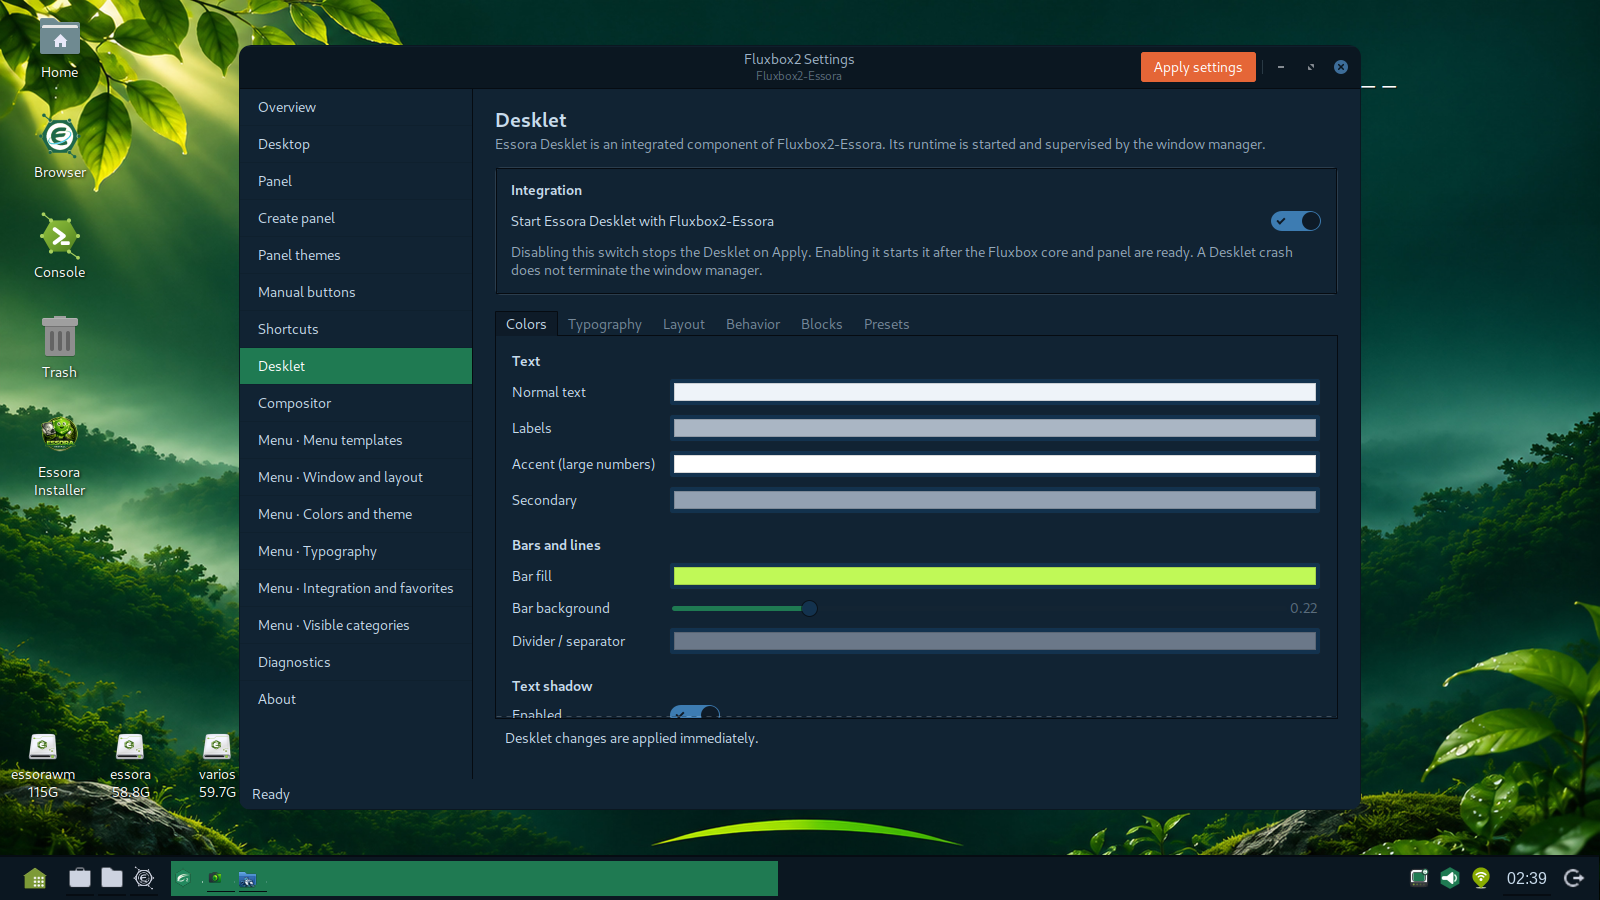 Home
Browser
Console
Trash
Essora
Installer
essorawm
115G
essora
58.8G
varios
59.7G
Fluxbox2 Settings
Fluxbox2-Essora
Apply settings
Overview
Desktop
Panel
Create panel
Panel themes
Manual buttons
Shortcuts
Desklet
Compositor
Menu · Menu templates
Menu · Window and layout
Menu · Colors and theme
Menu · Typography
Menu · Integration and favorites
Menu · Visible categories
Diagnostics
About
Desklet
Essora Desklet is an integrated component of Fluxbox2-Essora. Its runtime is started and supervised by the window manager.
Integration
Start Essora Desklet with Fluxbox2-Essora
Disabling this switch stops the Desklet on Apply. Enabling it starts it after the Fluxbox core and panel are ready. A Desklet crash
does not terminate the window manager.
Colors Typography Layout Behavior Blocks Presets
Text
Normal text
Labels
Accent (large numbers)
Secondary
Bars and lines
Bar fill
Bar background 0.22
Divider / separator
Text shadow
Enabled
Desklet changes are applied immediately.
Ready
02:39